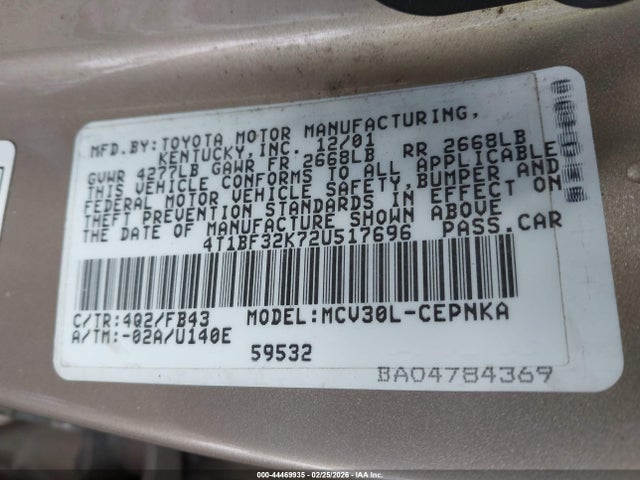 MFD.BY:TOYOTA MOTOR MANUFACTURING,
KENTUCKY,INC. 12/01
GVWR 4277LB GAWR FR 2668LB RR 2668LB
THIS VEHICLE CONFORMS TO ALL APPLICABLE
FEDERAL MOTOR VEHICLE SAFETY,BUMPER AND
THEFT PREVENTION STANDARDS IN EFFECT ON
THE DATE OF MANUFACTURE SHOWN ABOVE
4T1BF32K72U517696 PASS.CAR
C/TR:4Q2/FB43 MODEL:MCV30L-CEPNKA
A/TM:-02A/U140E
59532
BA04784369
000-44469935 - 02/25/2026 - IAA Inc.